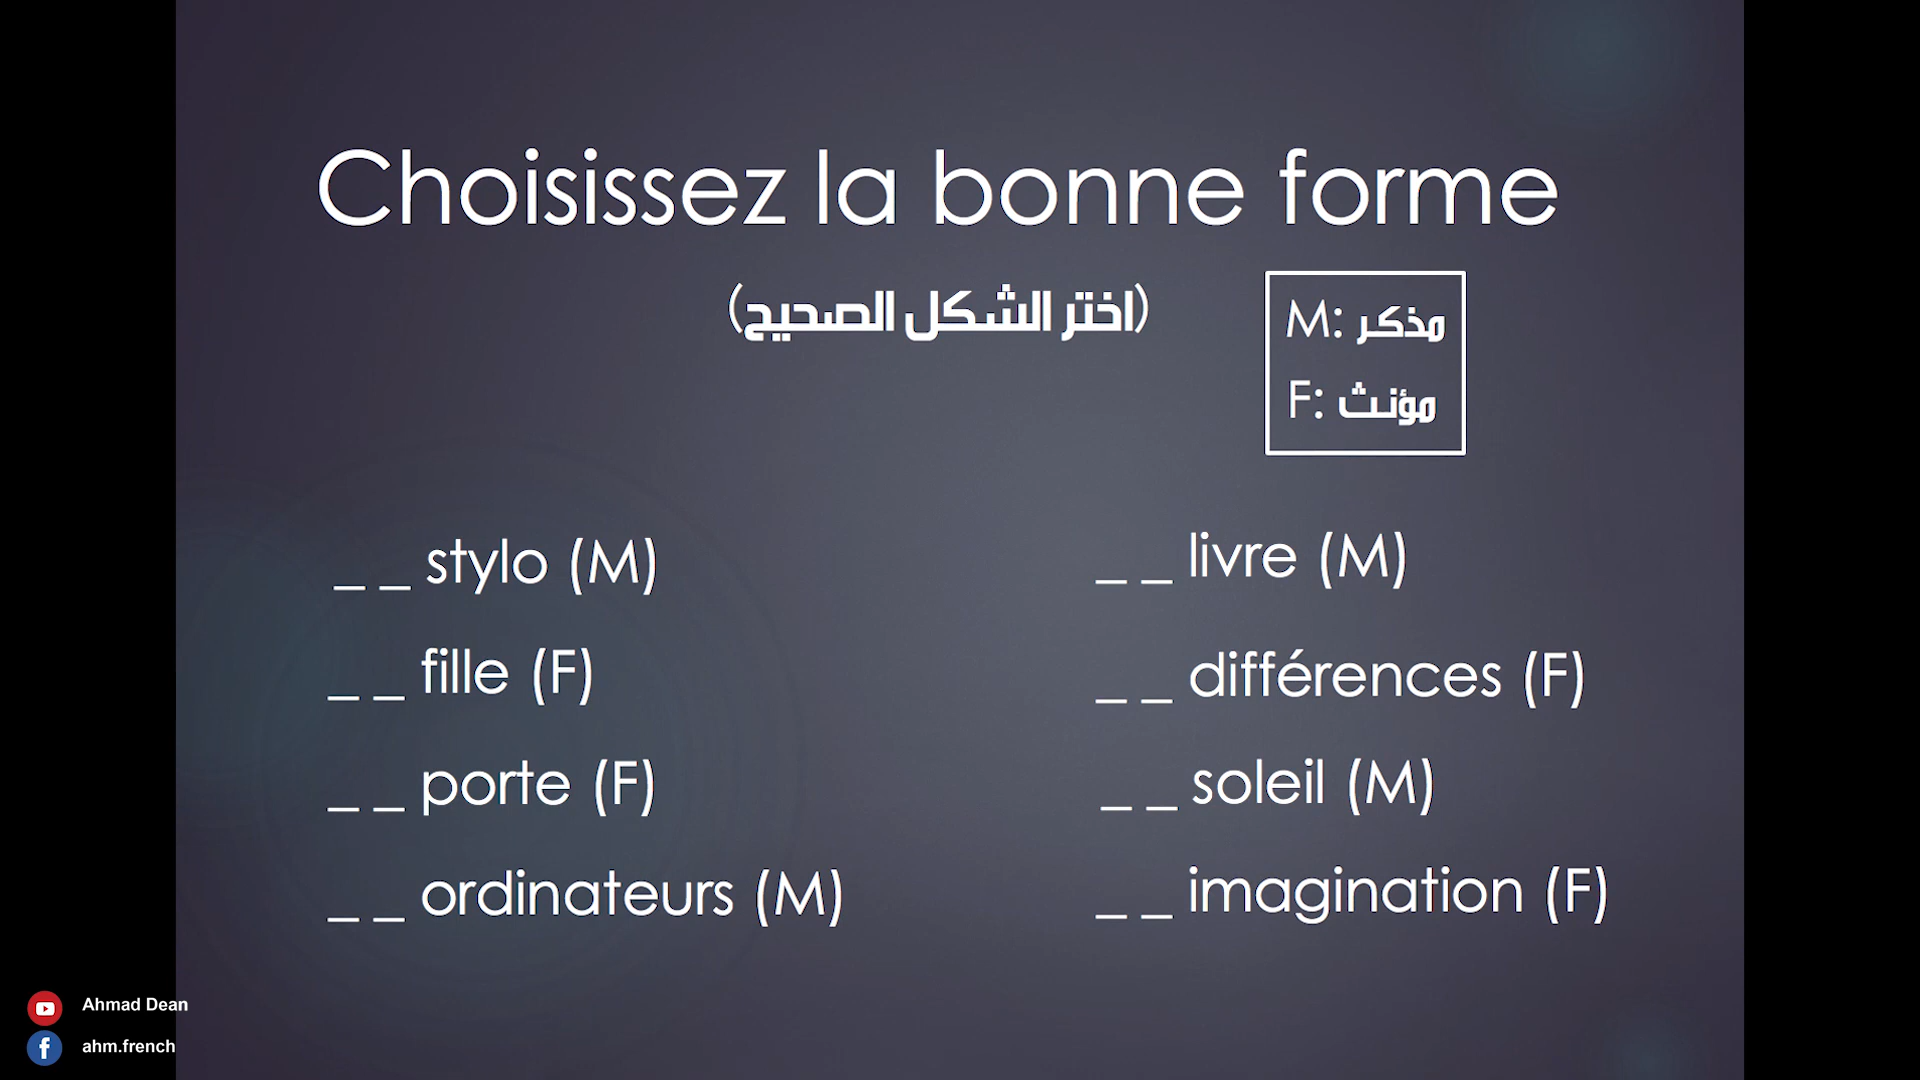 Choisissez la bonne forme
(اختر الشكل الصحيح)
M: مذكر
F: مؤنث
_ _ stylo (M)
_ _ livre (M)
_ _ fille (F)
_ _ différences (F)
_ _ porte (F)
_ _ soleil (M)
_ _ ordinateurs (M)
_ _ imagination (F)
Ahmad Dean
ahm.french